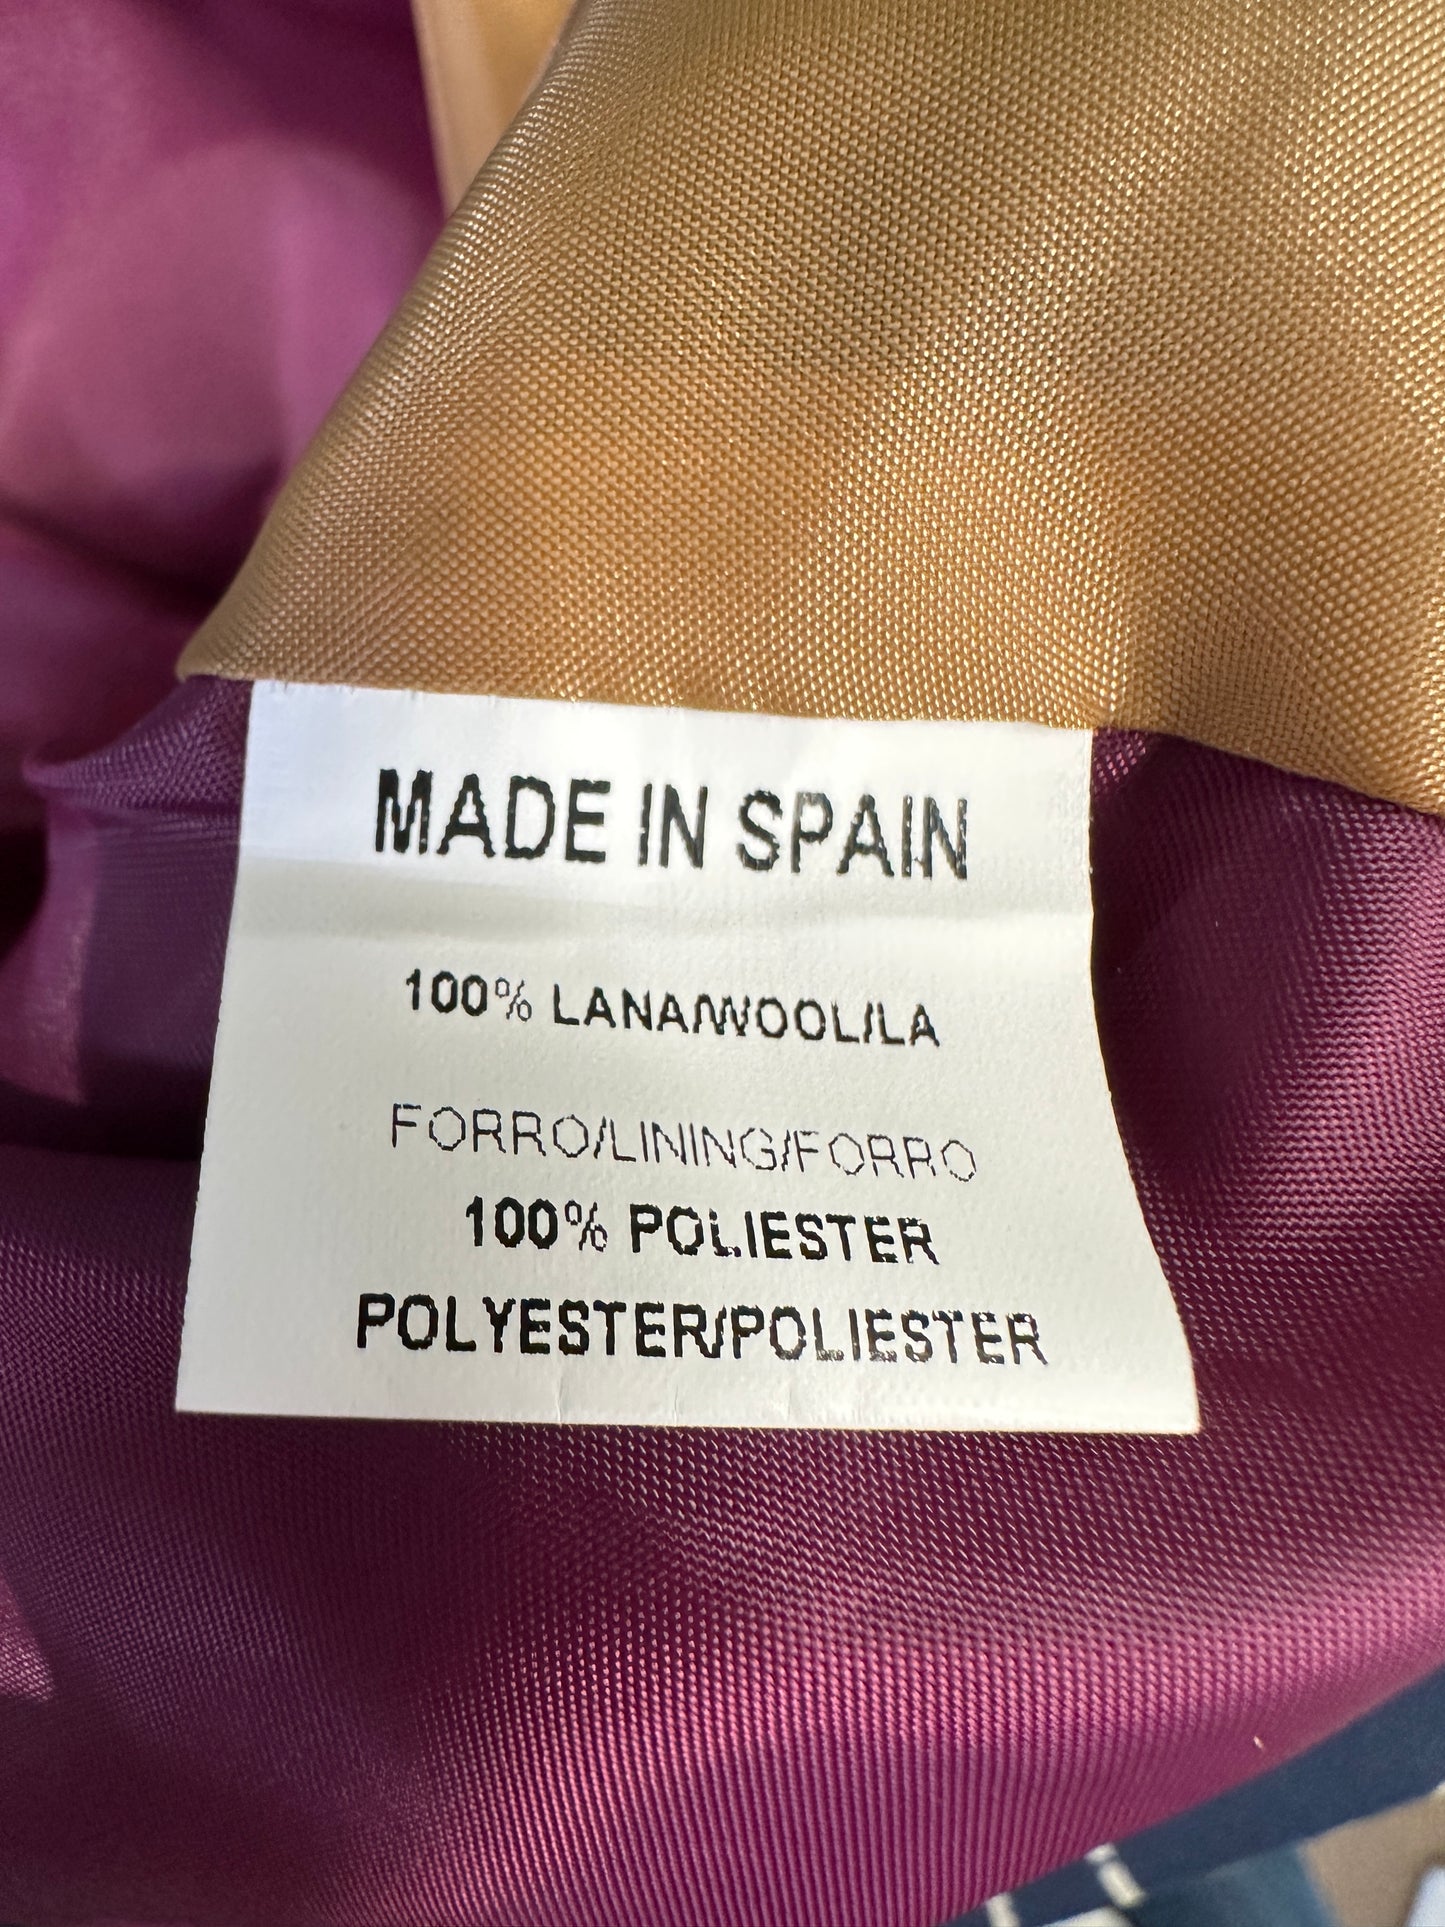 MADE IN SPAIN
100% LANA/WOOL/LA
FORRO/LINING/FORRO
100% POLIESTER
POLYESTER/POLIESTER